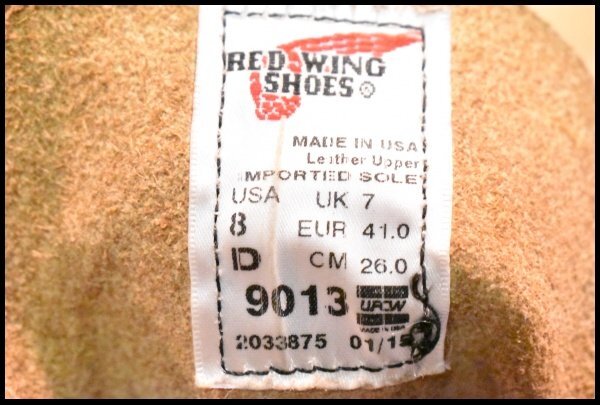 RED WING
SHOES®
MADE IN USA
Leather Upper
IMPORTED SOLE
USA UK 7
8 EUR 41.0
D CM 26.0
9013 UFCW
MADE IN USA
2033875 01/15